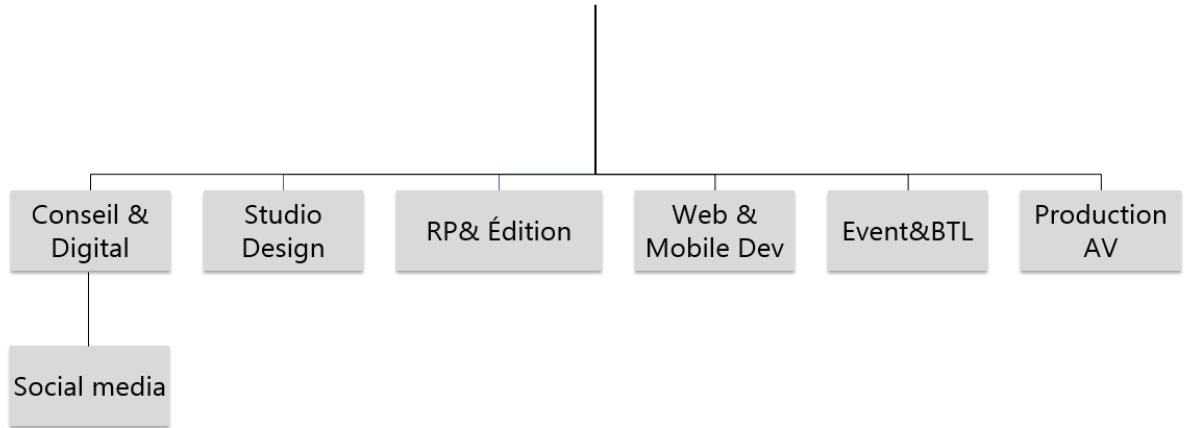 Conseil &
Digital
Studio
Design
RP& Édition
Web &
Mobile Dev
Event&BTL
Production
AV
Social media